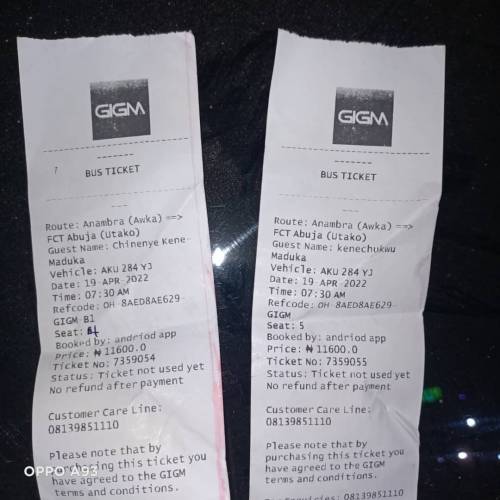 GIGM
BUS TICKET
Route: Anambra (Awka) ==>
FCT Abuja (Utako)
Guest Name: Chinenye Kene-
Maduka
Vehicle: AKU 284 YJ
Date: 19-APR-2022
Time: 07:30 AM
Refcode: OH-8AED8AE629-
GIGM-B1
Seat: 4
Booked by: andriod app
Price: ₦ 11600.0
Ticket No: 7359054
Status: Ticket not used yet
No refund after payment
Customer Care Line:
08139851110
Please note that by
purchasing this ticket you
have agreed to the GIGM
terms and conditions.
GIGM
BUS TICKET
Route: Anambra (Awka) ==>
FCT Abuja (Utako)
Guest Name: kenechukwu
Maduka
Vehicle: AKU 284 YJ
Date: 19-APR-2022
Time: 07:30 AM
Refcode: OH-8AED8AE629-
GIGM
Seat: 5
Booked by: andriod app
Price: ₦ 11600.0
Ticket No: 7359055
Status: Ticket not used yet
No refund after payment
Customer Care Line:
08139851110
Please note that by
purchasing this ticket you
have agreed to the GIGM
terms and conditions.
08139851110
OPPO A93